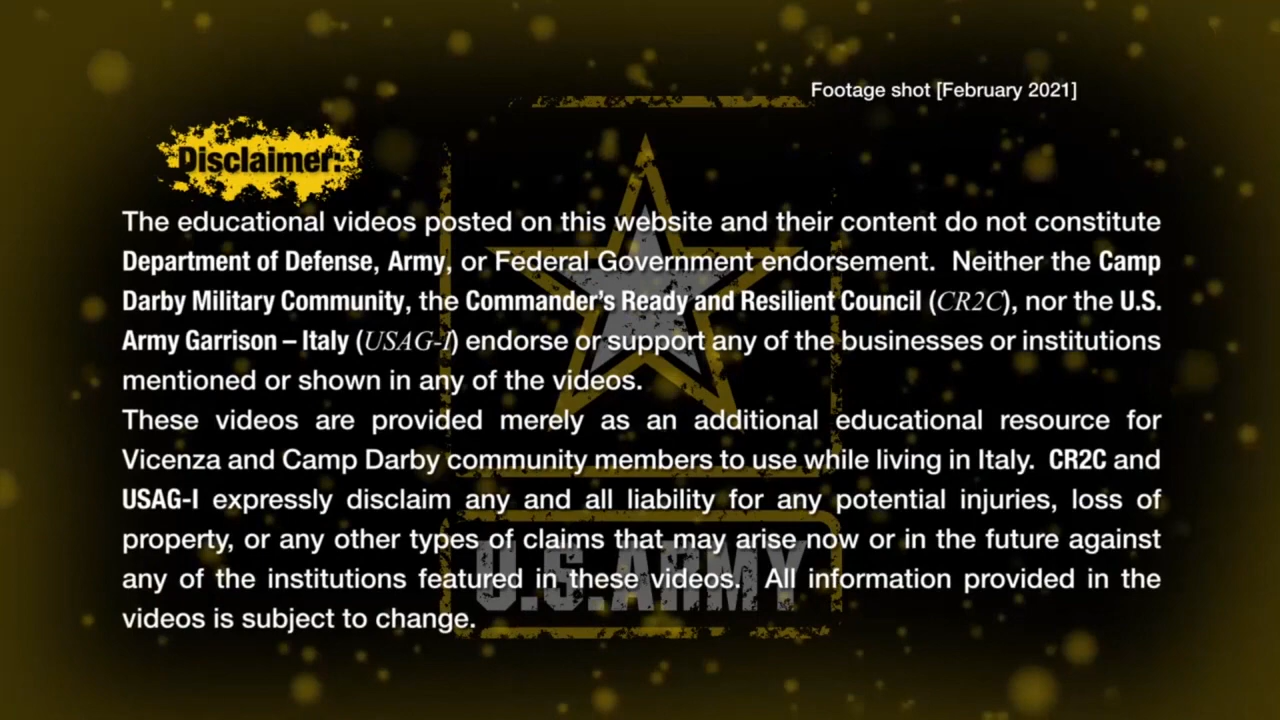 Footage shot [February 2021]
Disclaimer:
The educational videos posted on this website and their content do not constitute
Department of Defense, Army, or Federal Government endorsement. Neither the Camp
Darby Military Community, the Commander's Ready and Resilient Council (CR2C), nor the U.S.
Army Garrison – Italy (USAG-I) endorse or support any of the businesses or institutions
mentioned or shown in any of the videos.
These videos are provided merely as an additional educational resource for
Vicenza and Camp Darby community members to use while living in Italy. CR2C and
USAG-I expressly disclaim any and all liability for any potential injuries, loss of
property, or any other types of claims that may arise now or in the future against
any of the institutions featured in these videos. All information provided in the
videos is subject to change.
U.S.ARMY